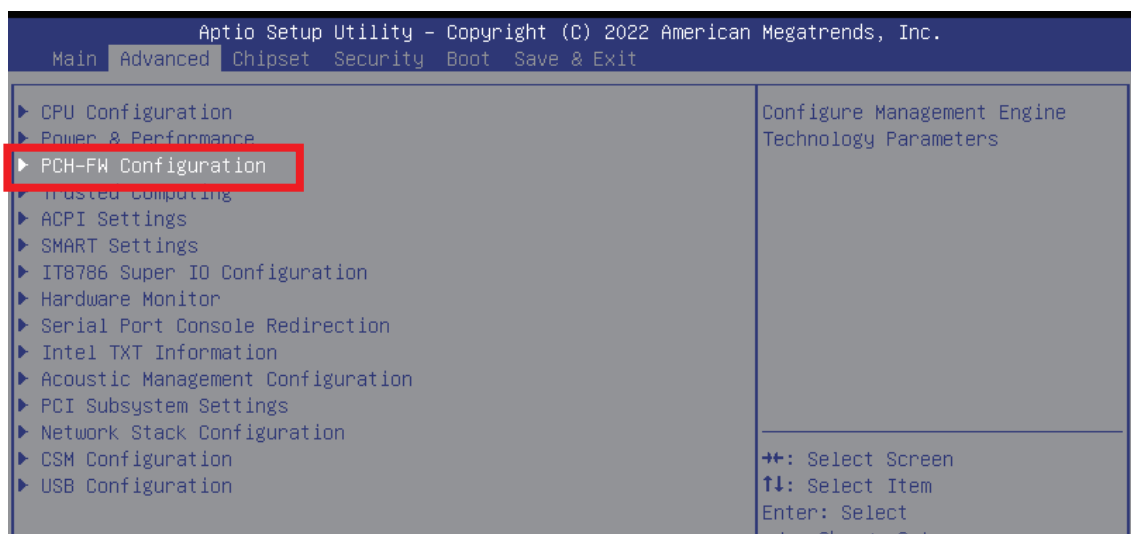 Aptio Setup Utility – Copyright (C) 2022 American Megatrends, Inc.
Main Advanced Chipset Security Boot Save & Exit
CPU Configuration
Power & Performance
PCH-FW Configuration
Trusted Computing
ACPI Settings
SMART Settings
IT8786 Super IO Configuration
Hardware Monitor
Serial Port Console Redirection
Intel TXT Information
Acoustic Management Configuration
PCI Subsystem Settings
Network Stack Configuration
CSM Configuration
USB Configuration
Configure Management Engine
Technology Parameters
→←: Select Screen
↑↓: Select Item
Enter: Select